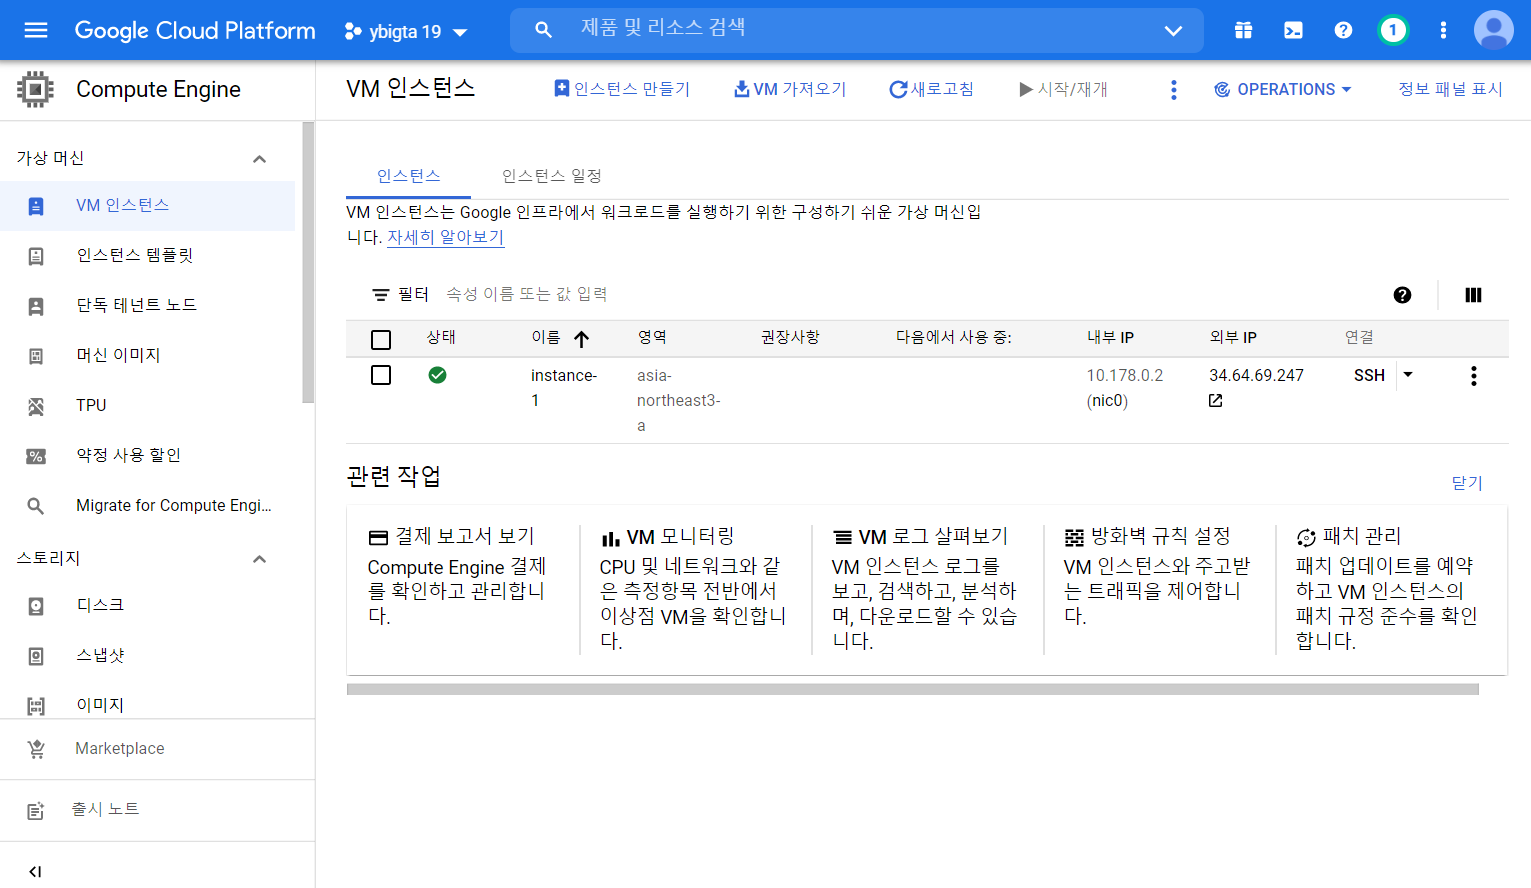 Google Cloud Platform
ybigta 19
제품 및 리소스 검색
1
Compute Engine
VM 인스턴스
인스턴스 만들기
VM 가져오기
새로고침
시작/재개
OPERATIONS
정보 패널 표시
가상 머신
VM 인스턴스
인스턴스 템플릿
단독 테넌트 노드
머신 이미지
TPU
약정 사용 할인
Migrate for Compute Engi...
스토리지
디스크
스냅샷
이미지
Marketplace
출시 노트
인스턴스
인스턴스 일정
VM 인스턴스는 Google 인프라에서 워크로드를 실행하기 위한 구성하기 쉬운 가상 머신입
니다. 자세히 알아보기
필터
속성 이름 또는 값 입력
상태
이름
영역
권장사항
다음에서 사용 중:
내부 IP
외부 IP
연결
instance-
1
asia-
northeast3-
a
10.178.0.2
(nic0)
34.64.69.247
SSH
관련 작업
닫기
결제 보고서 보기
Compute Engine 결제
를 확인하고 관리합니
다.
VM 모니터링
CPU 및 네트워크와 같
은 측정항목 전반에서
이상점 VM을 확인합니
다.
VM 로그 살펴보기
VM 인스턴스 로그를
보고, 검색하고, 분석하
며, 다운로드할 수 있습
니다.
방화벽 규칙 설정
VM 인스턴스와 주고받
는 트래픽을 제어합니
다.
패치 관리
패치 업데이트를 예약
하고 VM 인스턴스의
패치 규정 준수를 확인
합니다.